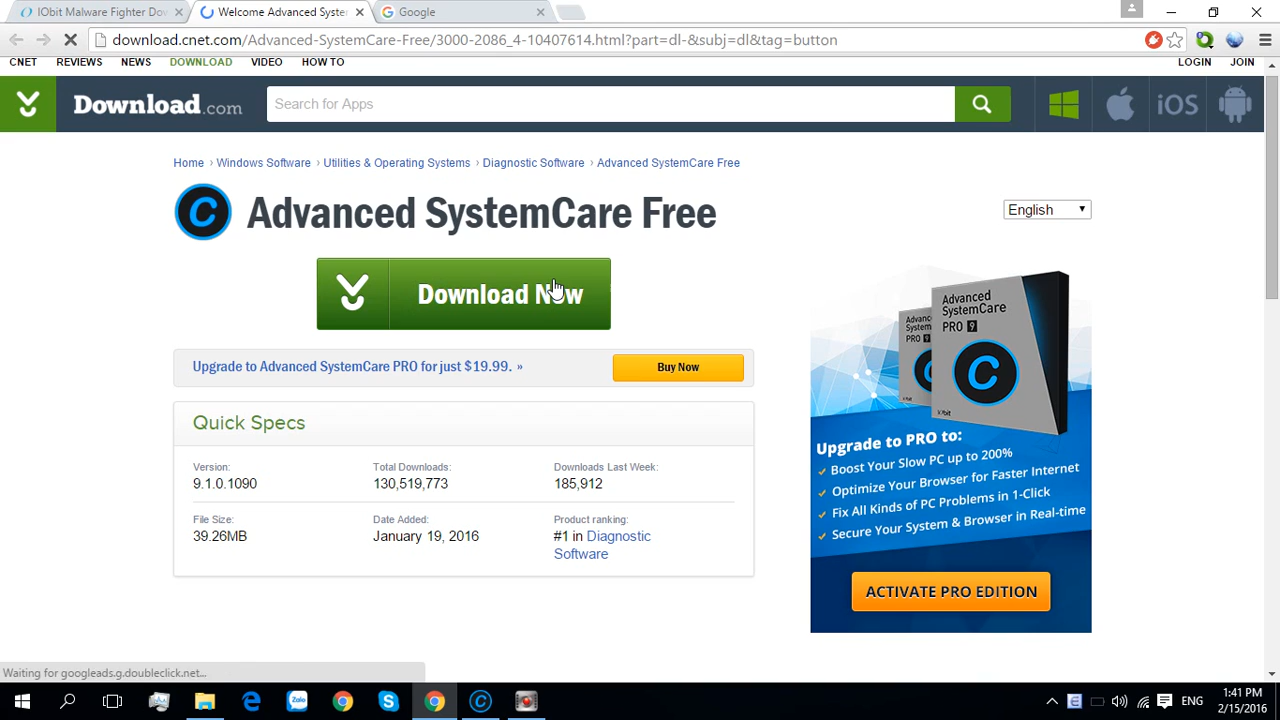 IObit Malware Fighter Dov
Welcome Advanced Syster
Google
download.cnet.com/Advanced-SystemCare-Free/3000-2086_4-10407614.html?part=dl-&subj=dl&tag=button
CNET REVIEWS NEWS DOWNLOAD VIDEO HOW TO LOGIN JOIN
Download.com Search for Apps iOS
Home › Windows Software › Utilities & Operating Systems › Diagnostic Software › Advanced SystemCare Free
Advanced SystemCare Free
English
Download Now
Upgrade to Advanced SystemCare PRO for just $19.99. »
Buy Now
Quick Specs
Version: Total Downloads: Downloads Last Week:
9.1.0.1090 130,519,773 185,912
File Size: Date Added: Product ranking:
39.26MB January 19, 2016 #1 in Diagnostic
Software
Advanced
SystemCare
PRO 9
Upgrade to PRO to:
Boost Your Slow PC up to 200%
Optimize Your Browser for Faster Internet
Fix All Kinds of PC Problems in 1-Click
Secure Your System & Browser in Real-time
ACTIVATE PRO EDITION
Waiting for googleads.g.doubleclick.net...
Zalo
ENG
1:41 PM
2/15/2016